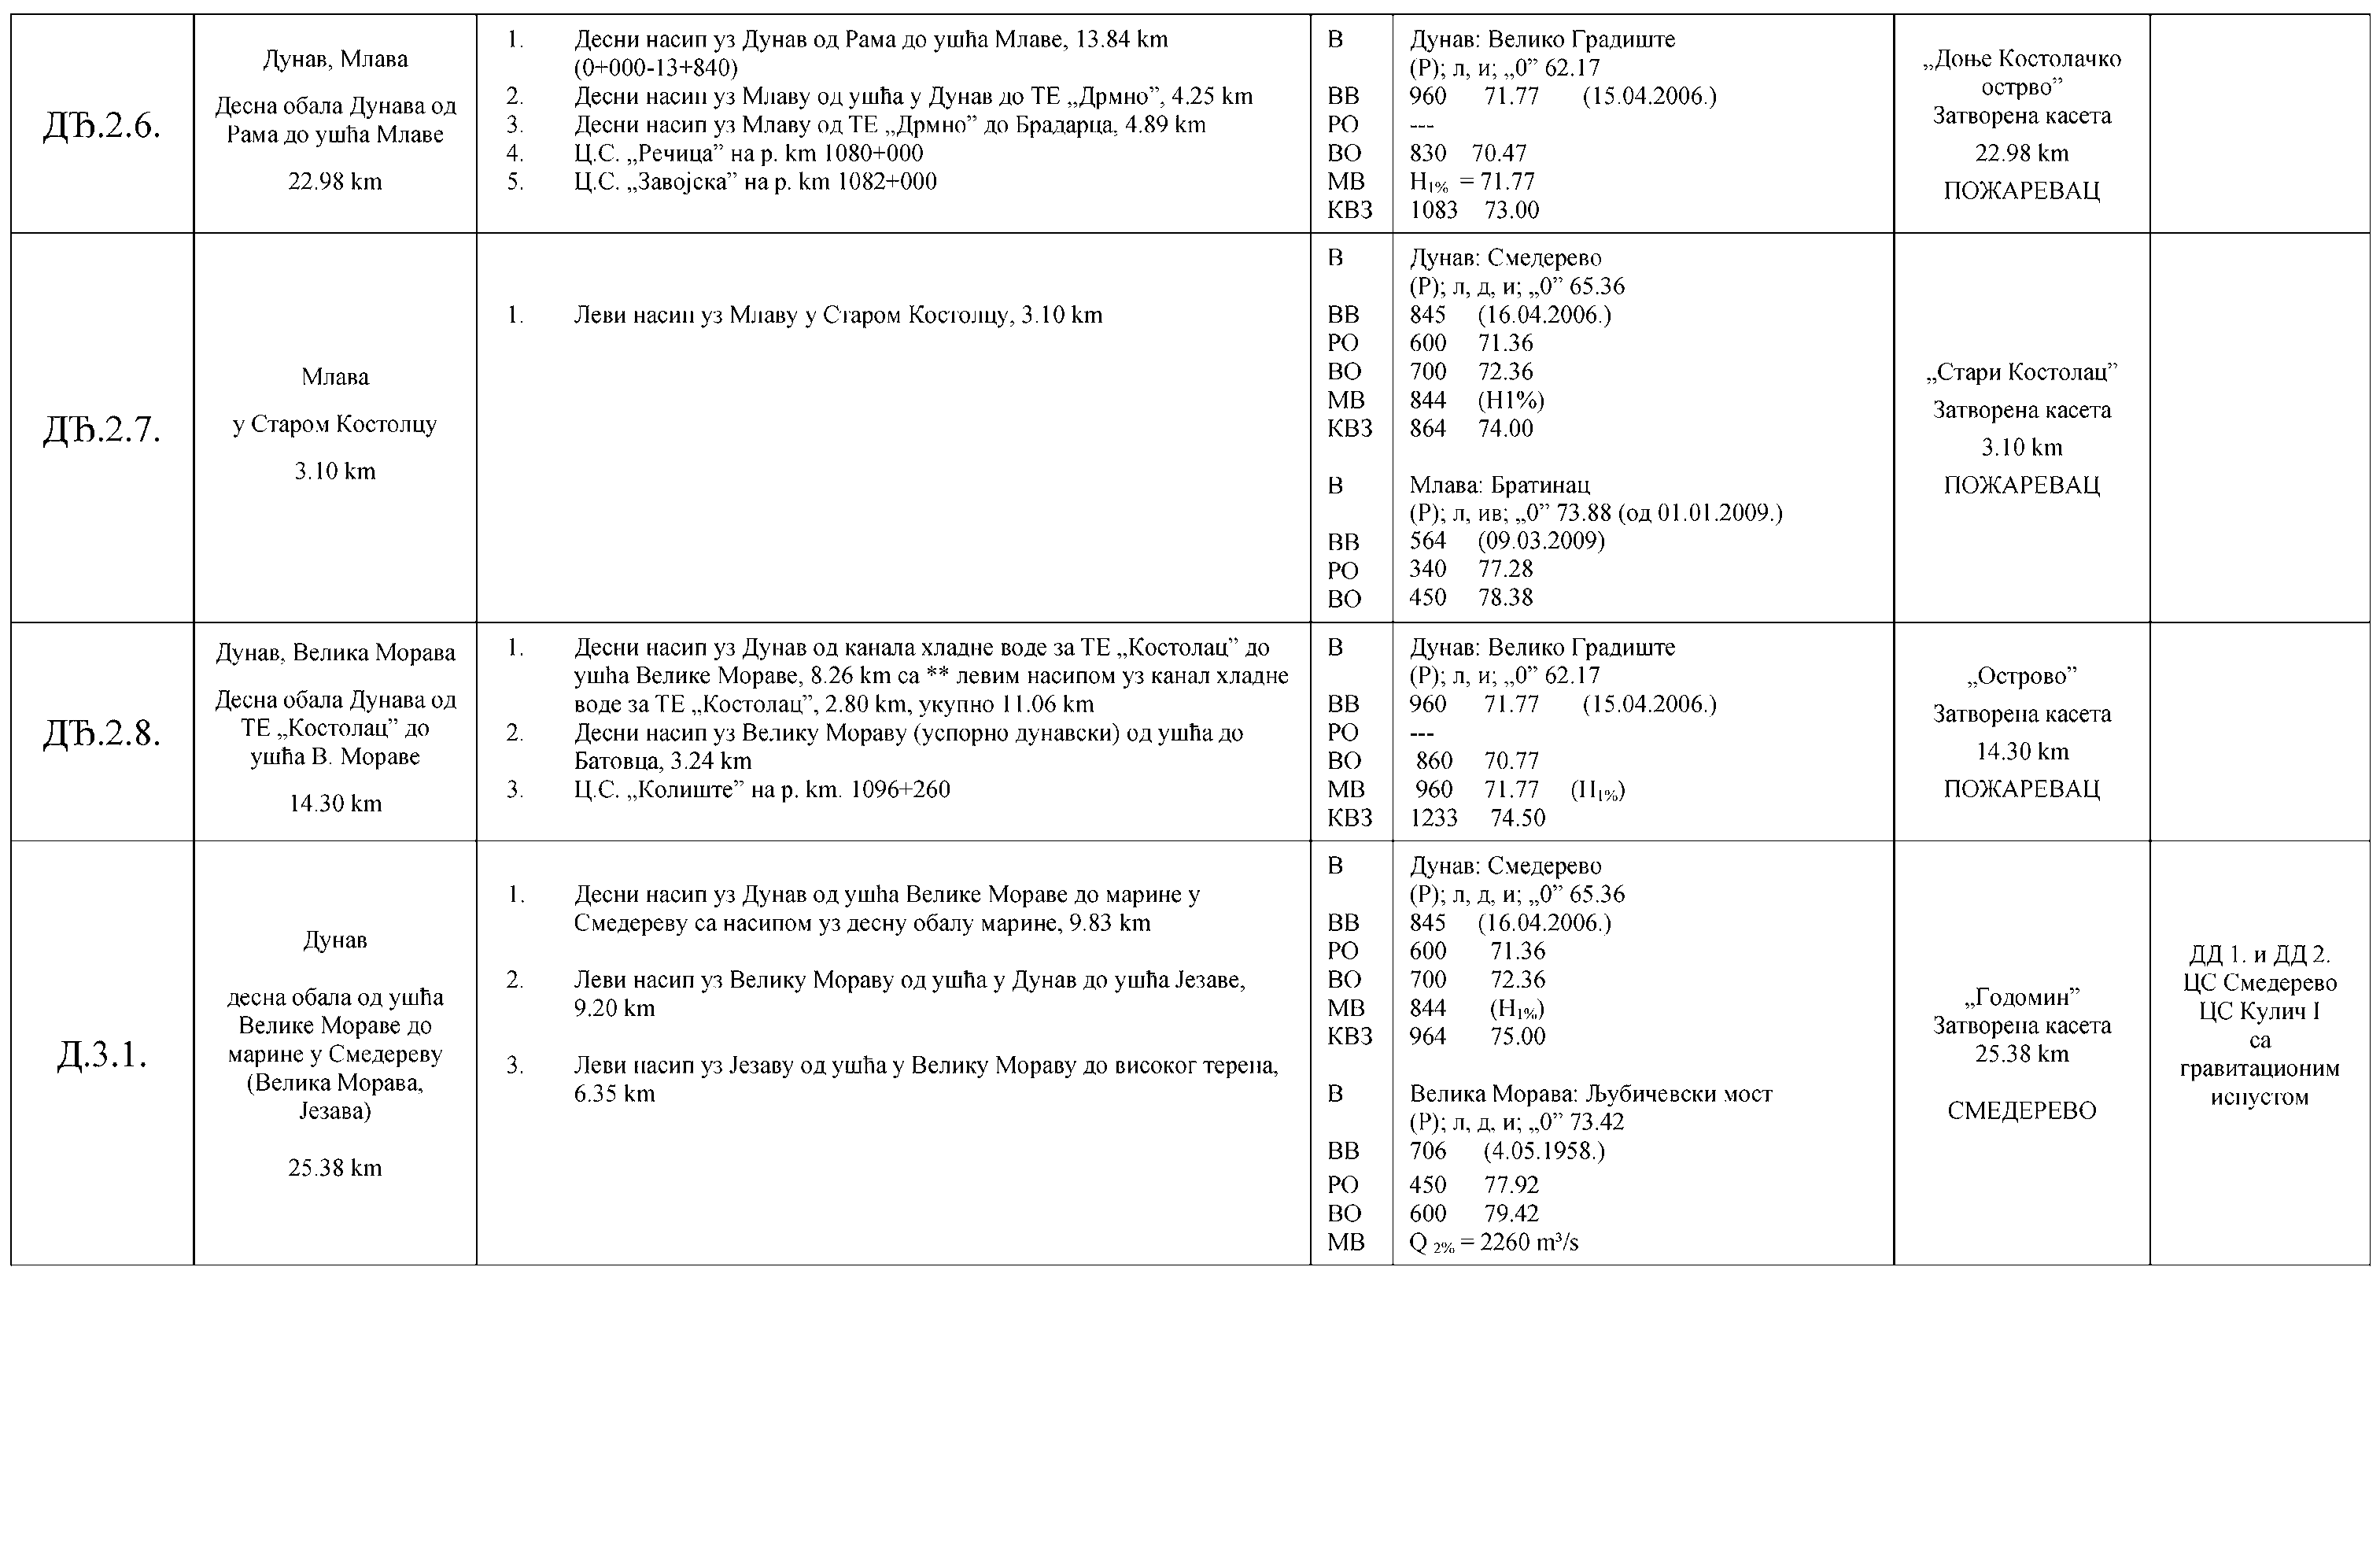 ДЂ.2.6.
Дунав, Млава
Десна обала Дунава од
Рама до ушћа Млаве
22.98 km
1. Десни насип уз Дунав од Рама до ушћа Млаве, 13.84 km
(0+000-13+840)
2. Десни насип уз Млаву од ушћа у Дунав до ТЕ „Дрмно”, 4.25 km
3. Десни насип уз Млаву од ТЕ „Дрмно” до Брадарца, 4.89 km
4. Ц.С. „Речица” на р. km 1080+000
5. Ц.С. „Завојска” на р. km 1082+000
В Дунав: Велико Градиште
(Р); л, и; „0” 62.17
ВВ 960 71.77 (15.04.2006.)
РО ---
ВО 830 70.47
МВ H1% = 71.77
КВЗ 1083 73.00
„Доње Костолачко
острво”
Затворена касета
22.98 km
ПОЖАРЕВАЦ
ДЂ.2.7.
Млава
у Старом Костолцу
3.10 km
1. Леви насип уз Млаву у Старом Костолцу, 3.10 km
В Дунав: Смедерево
(Р); л, д, и; „0” 65.36
ВВ 845 (16.04.2006.)
РО 600 71.36
ВО 700 72.36
МВ 844 (Н1%)
КВЗ 864 74.00
В Млава: Братинац
(Р); л, ив; „0” 73.88 (од 01.01.2009.)
ВВ 564 (09.03.2009)
РО 340 77.28
ВО 450 78.38
„Стари Костолац”
Затворена касета
3.10 km
ПОЖАРЕВАЦ
ДЂ.2.8.
Дунав, Велика Морава
Десна обала Дунава од
ТЕ „Костолац” до
ушћа В. Мораве
14.30 km
1. Десни насип уз Дунав од канала хладне воде за ТЕ „Костолац” до
ушћа Велике Мораве, 8.26 km са ** левим насипом уз канал хладне
воде за ТЕ „Костолац”, 2.80 km, укупно 11.06 km
2. Десни насип уз Велику Мораву (успорно дунавски) од ушћа до
Батовца, 3.24 km
3. Ц.С. „Колиште” на р. km. 1096+260
В Дунав: Велико Градиште
(Р); л, и; „0” 62.17
ВВ 960 71.77 (15.04.2006.)
РО ---
ВО 860 70.77
МВ 960 71.77 (H1%)
КВЗ 1233 74.50
„Острово”
Затворена касета
14.30 km
ПОЖАРЕВАЦ
Д.3.1.
Дунав
десна обала од ушћа
Велике Мораве до
марине у Смедереву
(Велика Морава,
Језава)
25.38 km
1. Десни насип уз Дунав од ушћа Велике Мораве до марине у
Смедереву са насипом уз десну обалу марине, 9.83 km
2. Леви насип уз Велику Мораву од ушћа у Дунав до ушћа Језаве,
9.20 km
3. Леви насип уз Језаву од ушћа у Велику Мораву до високог терена,
6.35 km
В Дунав: Смедерево
(Р); л, д, и; „0” 65.36
ВВ 845 (16.04.2006.)
РО 600 71.36
ВО 700 72.36
МВ 844 (H1%)
КВЗ 964 75.00
В Велика Морава: Љубичевски мост
(Р); л, д, и; „0” 73.42
ВВ 706 (4.05.1958.)
РО 450 77.92
ВО 600 79.42
МВ Q 2% = 2260 m³/s
„Годомин”
Затворена касета
25.38 km
СМЕДЕРЕВО
ДД 1. и ДД 2.
ЦС Смедерево
ЦС Кулич I
са
гравитационим
испустом